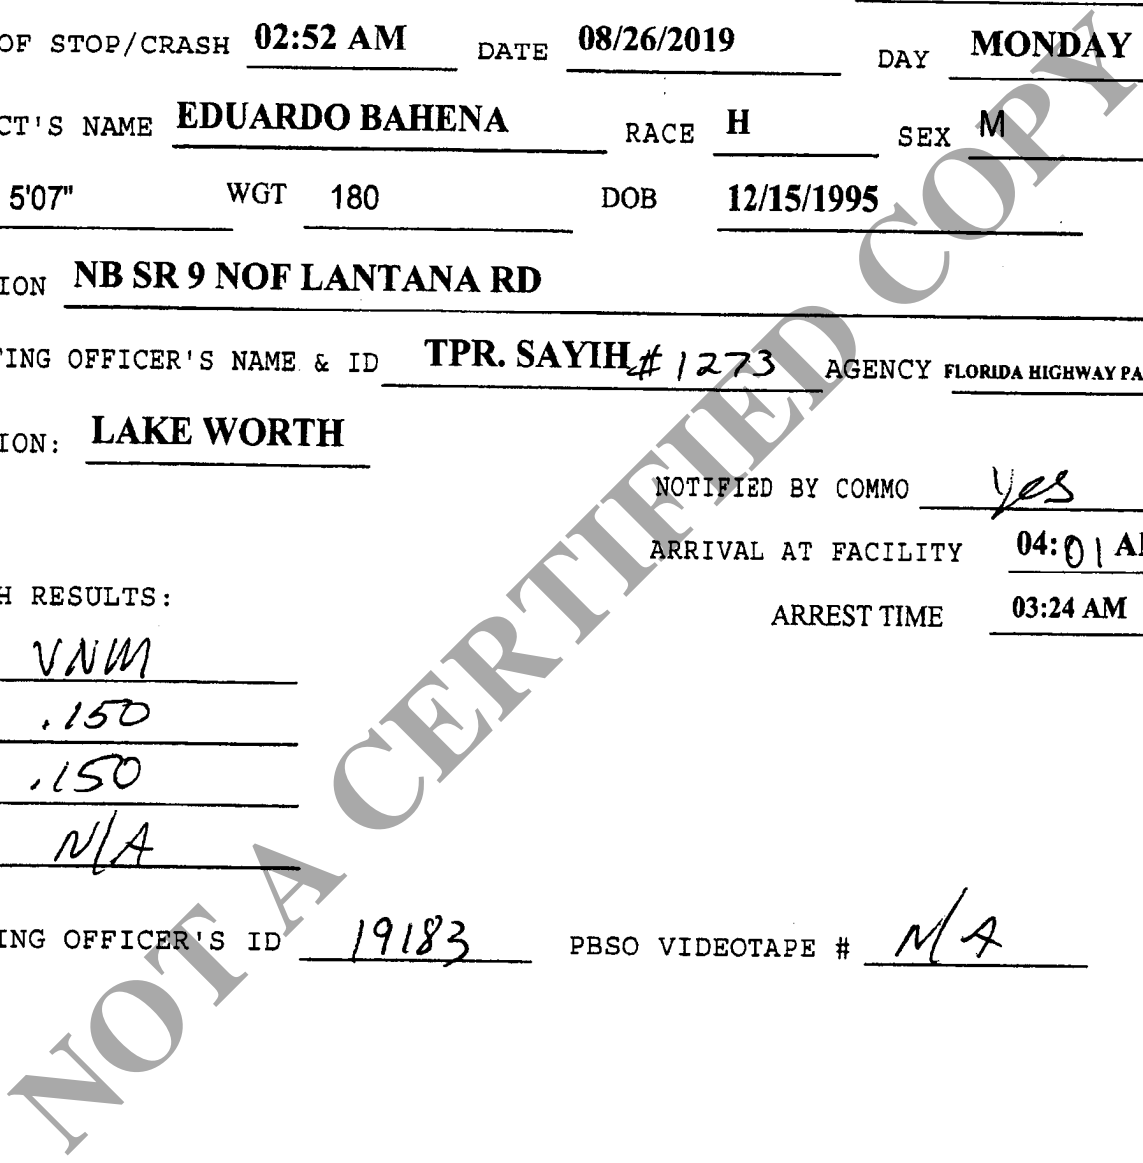 OF STOP/CRASH 02:52 AM DATE 08/26/2019 DAY MONDAY
CT'S NAME EDUARDO BAHENA RACE H SEX M
5'07" WGT 180 DOB 12/15/1995
ION NB SR 9 NOF LANTANA RD
TING OFFICER'S NAME & ID TPR. SAYIH # 1273 AGENCY FLORIDA HIGHWAY PA
ION: LAKE WORTH
NOTIFIED BY COMMO Yes
ARRIVAL AT FACILITY 04:01 A
H RESULTS:
ARREST TIME 03:24 AM
VNM
.150
.150
N/A
ING OFFICER'S ID 19183 PBSO VIDEOTAPE # N/A
NOT A CERTIFIED COPY